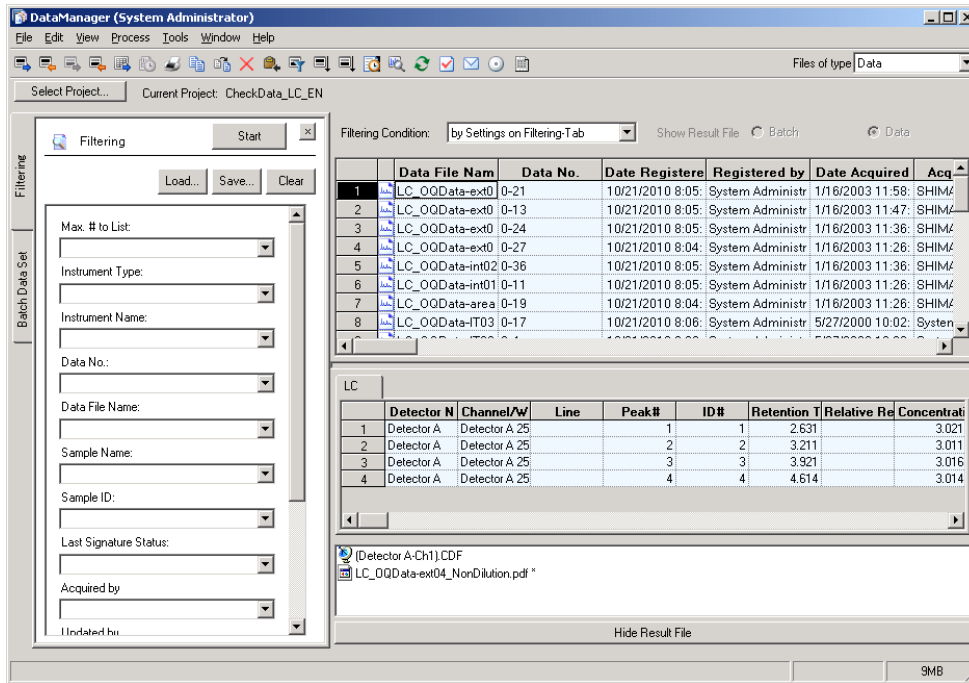 DataManager (System Administrator)
File Edit View Process Tools Window Help
Files of type Data
Select Project... Current Project: CheckData_LC_EN
Filtering
Batch Data Set
Filtering Start
Load... Save... Clear
Max. # to List:
Instrument Type:
Instrument Name:
Data No.:
Data File Name:
Sample Name:
Sample ID:
Last Signature Status:
Acquired by
Updated by
Filtering Condition: by Settings on Filtering-Tab Show Result File Batch Data
Data File Nam Data No. Date Registere Registered by Date Acquired Acq
1 LC_OQData-ext0 0-21 10/21/2010 8:05: System Administr 1/16/2003 11:58: SHIMA
2 LC_OQData-ext0 0-13 10/21/2010 8:05: System Administr 1/16/2003 11:47: SHIMA
3 LC_OQData-ext0 0-24 10/21/2010 8:05: System Administr 1/16/2003 11:36: SHIMA
4 LC_OQData-ext0 0-27 10/21/2010 8:04: System Administr 1/16/2003 11:26: SHIMA
5 LC_OQData-int02 0-36 10/21/2010 8:05: System Administr 1/16/2003 11:36: SHIMA
6 LC_OQData-int01 0-11 10/21/2010 8:05: System Administr 1/16/2003 11:26: SHIMA
7 LC_OQData-area 0-19 10/21/2010 8:04: System Administr 1/16/2003 11:26: SHIMA
8 LC_OQData-IT03 0-17 10/21/2010 8:06: System Administr 5/27/2000 10:02: System
LC
Detector N Channel/W Line Peak# ID# Retention T Relative Re Concentrati
1 Detector A Detector A 25 1 1 2.631 3.021
2 Detector A Detector A 25 2 2 3.211 3.011
3 Detector A Detector A 25 3 3 3.921 3.016
4 Detector A Detector A 25 4 4 4.614 3.014
(Detector A-Ch1).CDF
LC_OQData-ext04_NonDilution.pdf *
Hide Result File
9MB